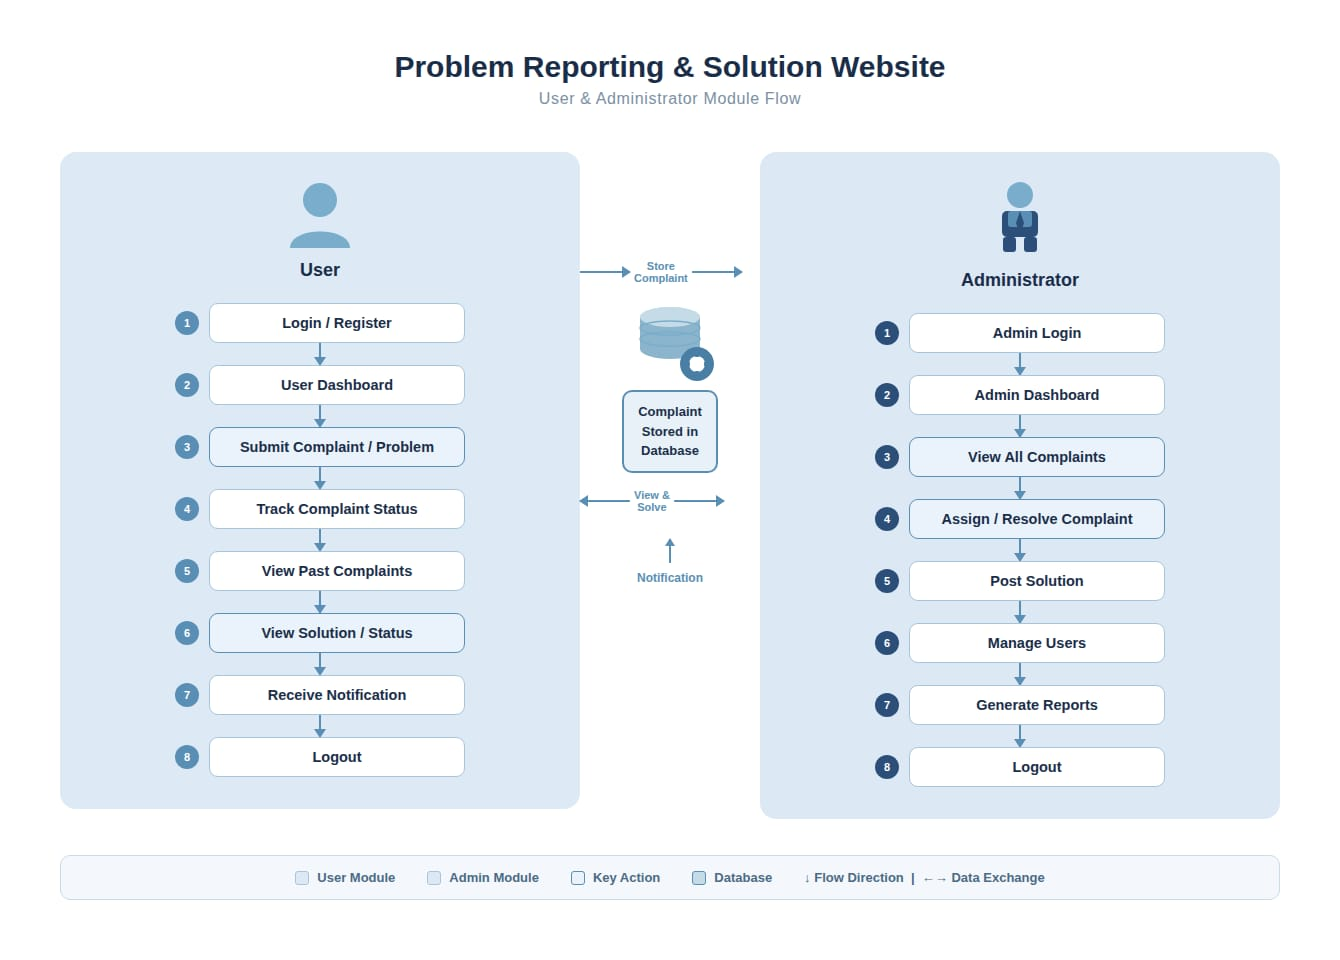 Problem Reporting & Solution Website
User & Administrator Module Flow
User
1 Login / Register
2 User Dashboard
3 Submit Complaint / Problem
4 Track Complaint Status
5 View Past Complaints
6 View Solution / Status
7 Receive Notification
8 Logout
Store
Complaint
Complaint
Stored in
Database
View &
Solve
Notification
Administrator
1 Admin Login
2 Admin Dashboard
3 View All Complaints
4 Assign / Resolve Complaint
5 Post Solution
6 Manage Users
7 Generate Reports
8 Logout
User Module Admin Module Key Action Database ↓ Flow Direction | ←→ Data Exchange